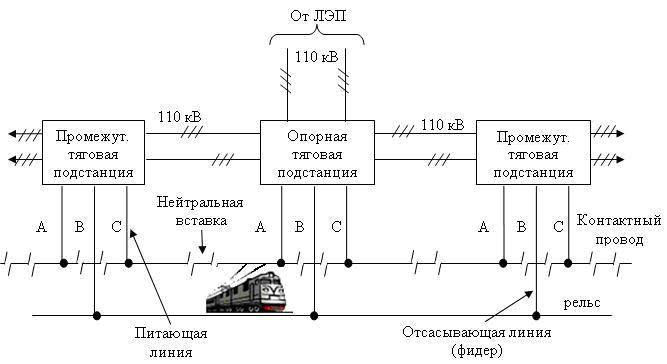 От ЛЭП
110 кВ
110 кВ
110 кВ
Промежут.
тяговая
подстанция
Опорная
тяговая
подстанция
Промежут.
тяговая
подстанция
Нейтральная
вставка
А В С
А В С
А В С
Контактный
провод
рельс
Питающая
линия
Отсасывающая линия
(фидер)